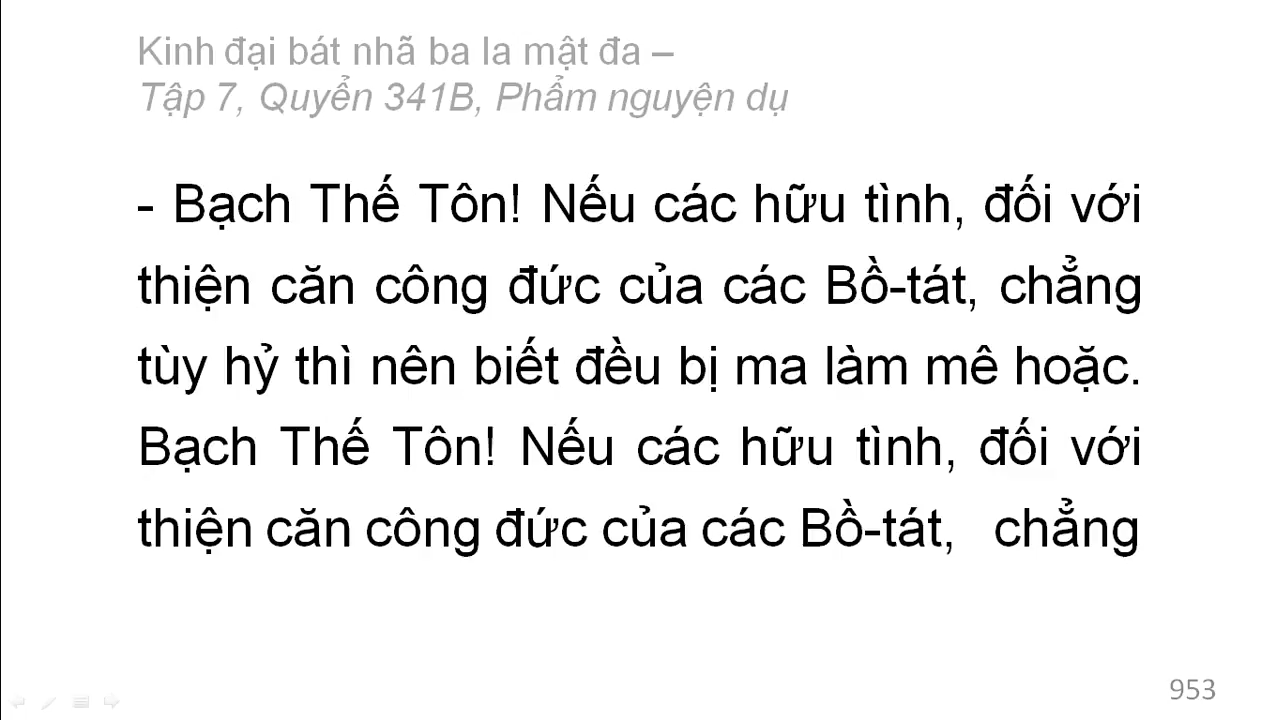 Kinh đại bát nhã ba la mật đa –
Tập 7, Quyển 341B, Phẩm nguyện dụ
- Bạch Thế Tôn! Nếu các hữu tình, đối với
thiện căn công đức của các Bồ-tát, chẳng
tùy hỷ thì nên biết đều bị ma làm mê hoặc.
Bạch Thế Tôn! Nếu các hữu tình, đối với
thiện căn công đức của các Bồ-tát, chẳng
953